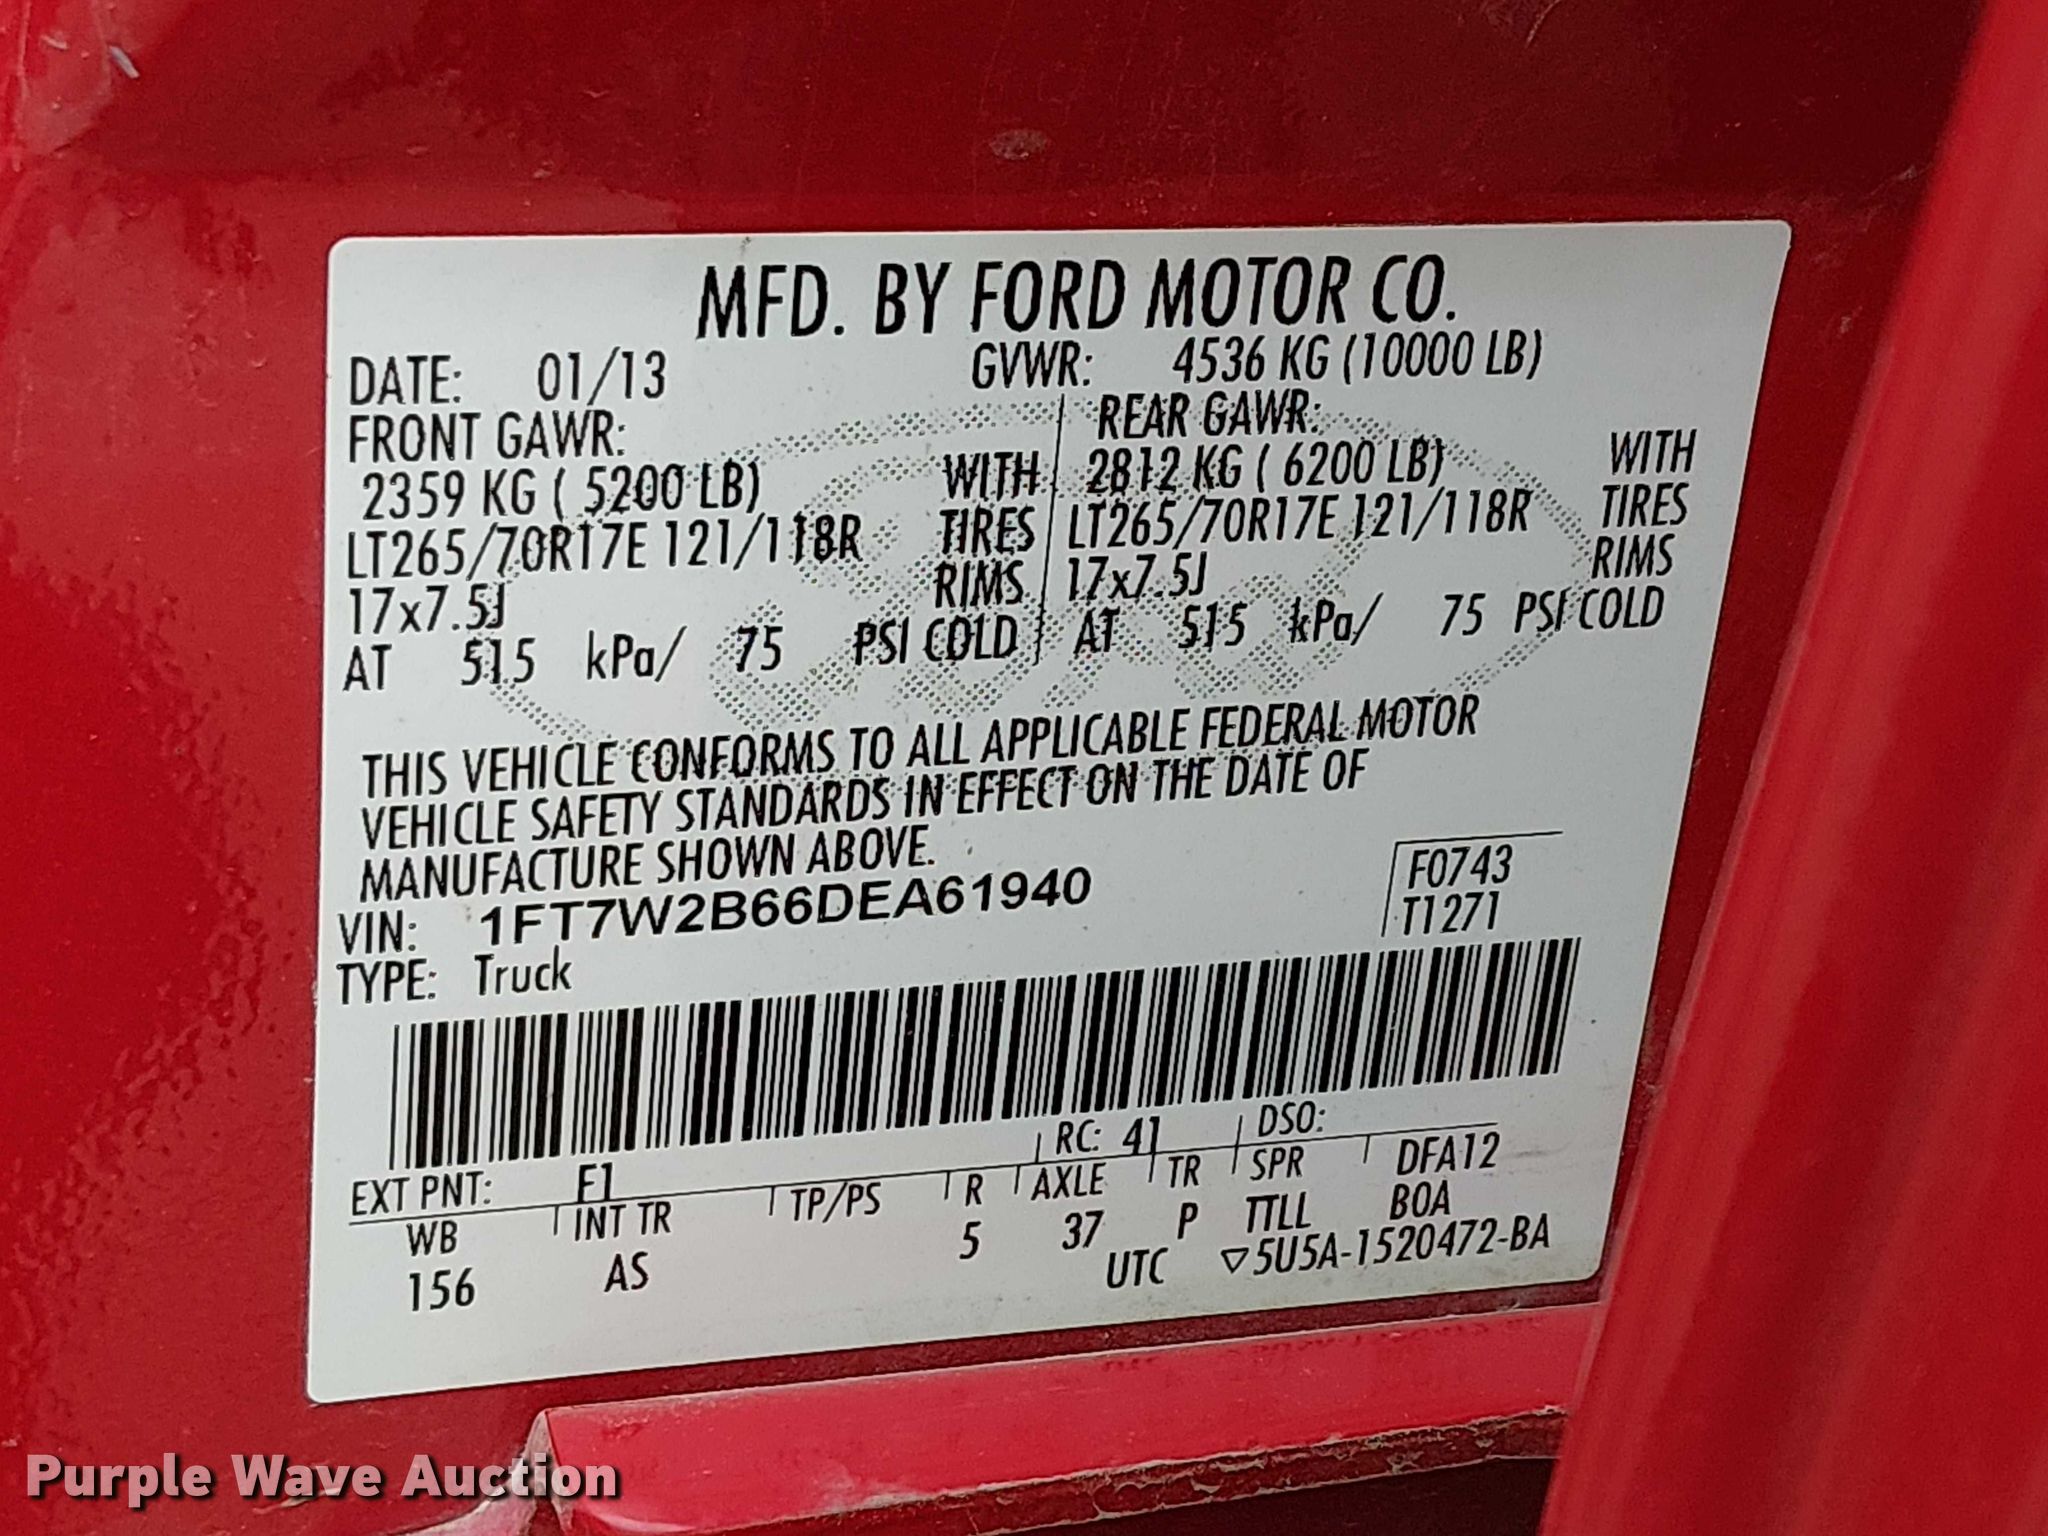 MFD. BY FORD MOTOR CO.
DATE: 01/13 GVWR: 4536 KG (10000 LB)
FRONT GAWR: REAR GAWR:
2359 KG ( 5200 LB) WITH 2812 KG ( 6200 LB) WITH
LT265/70R17E 121/118R TIRES LT265/70R17E 121/118R TIRES
17x7.5J RIMS 17x7.5J RIMS
AT 515 kPa/ 75 PSI COLD AT 515 kPa/ 75 PSI COLD
THIS VEHICLE CONFORMS TO ALL APPLICABLE FEDERAL MOTOR
VEHICLE SAFETY STANDARDS IN EFFECT ON THE DATE OF
MANUFACTURE SHOWN ABOVE.
VIN: 1FT7W2B66DEA61940 F0743
TYPE: Truck T1271
EXT PNT: F1 RC: 41 DSO:
WB INT TR TP/PS R AXLE TR SPR DFA12
156 AS 5 37 P TTLL BOA
UTC ▽5U5A-1520472-BA
Purple Wave Auction